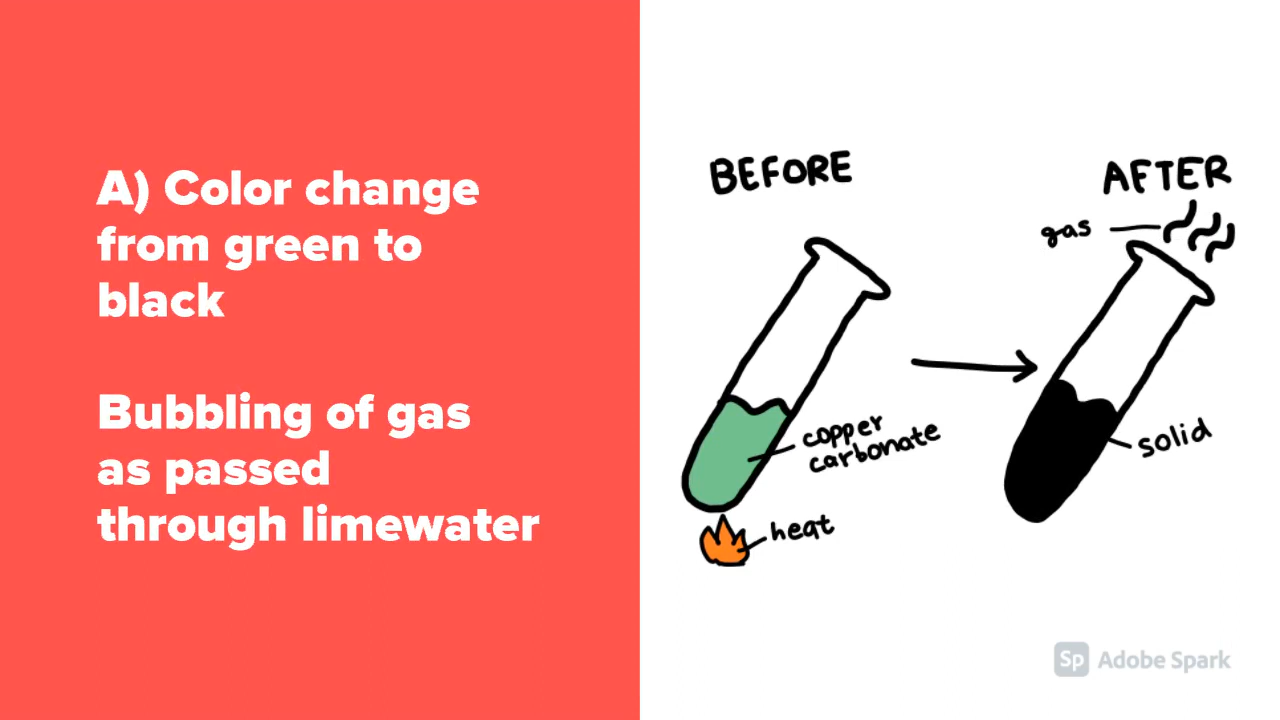 A) Color change
from green to
black
Bubbling of gas
as passed
through limewater
BEFORE
AFTER
gas
copper
carbonate
solid
heat
Sp Adobe Spark